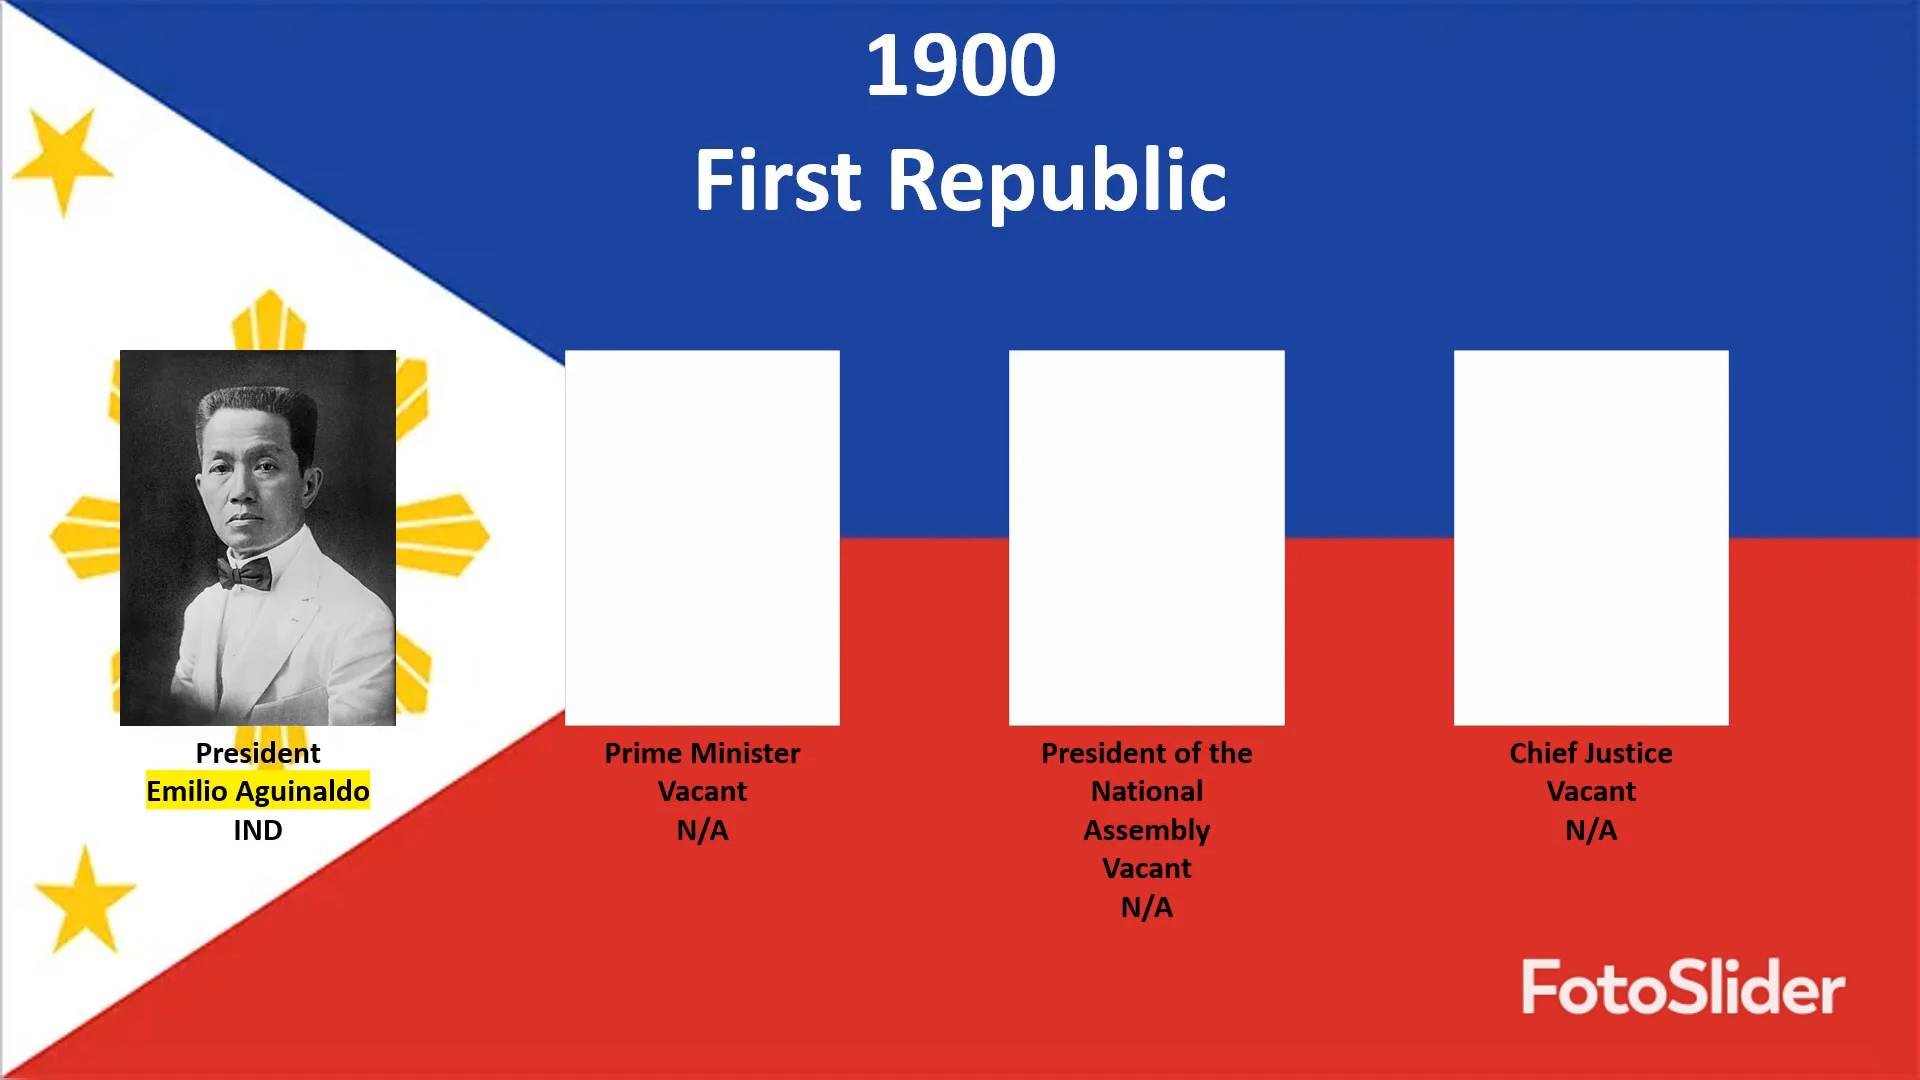 1900
First Republic
President
Emilio Aguinaldo
IND
Prime Minister
Vacant
N/A
President of the
National
Assembly
Vacant
N/A
Chief Justice
Vacant
N/A
FotoSlider